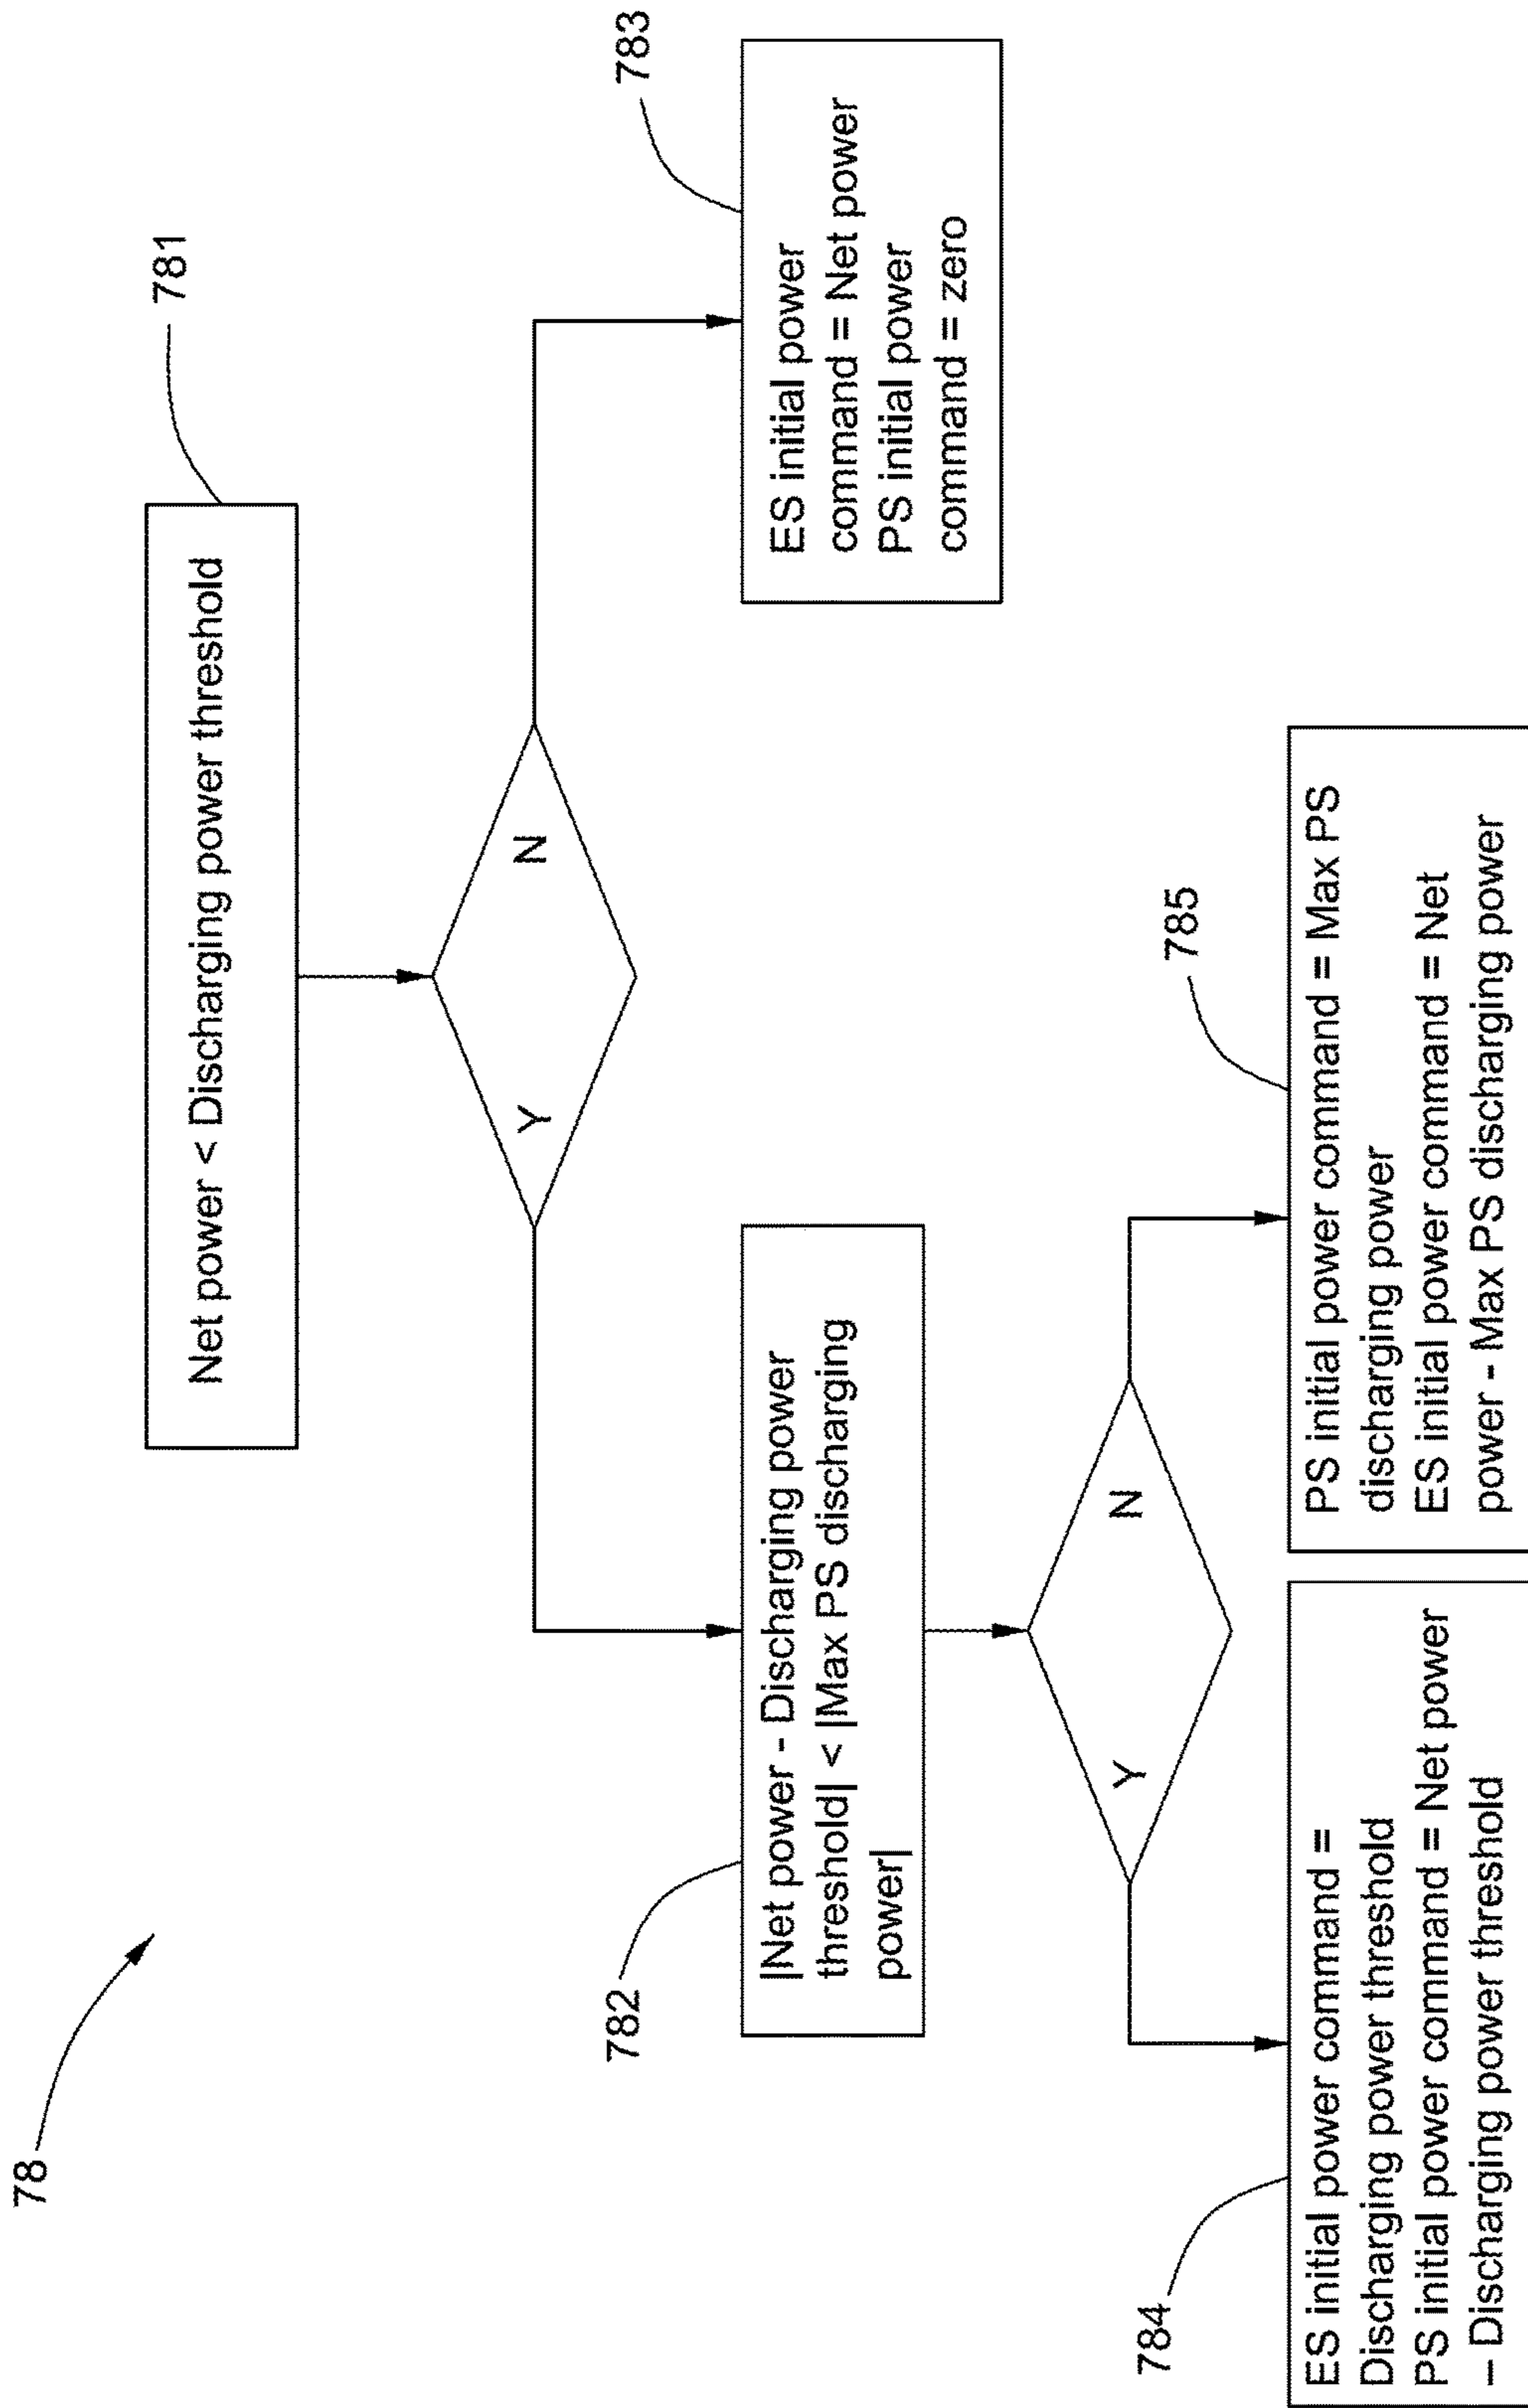 78
781
Net power < Discharging power threshold
Y
N
782
|Net power - Discharging power
threshold| < |Max PS discharging
power|
783
ES initial power
command = Net power
PS initial power
command = zero
Y
N
784
ES initial power command =
Discharging power threshold
PS initial power command = Net power
– Discharging power threshold
785
PS initial power command = Max PS
discharging power
ES initial power command = Net
power - Max PS discharging power